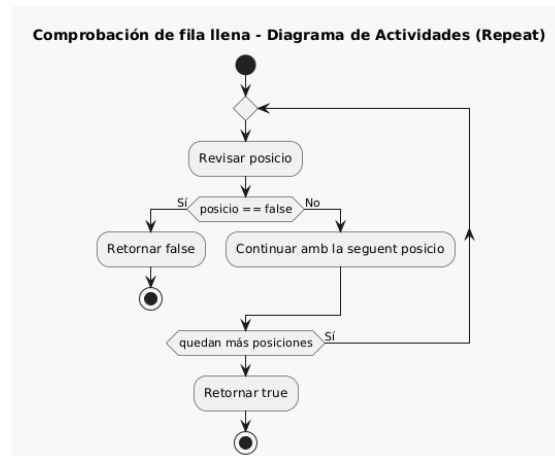 Comprobación de fila llena - Diagrama de Actividades (Repeat)
Revisar posicio
Sí
posicio == false
No
Retornar false
Continuar amb la seguent posicio
quedan más posiciones
Sí
Retornar true